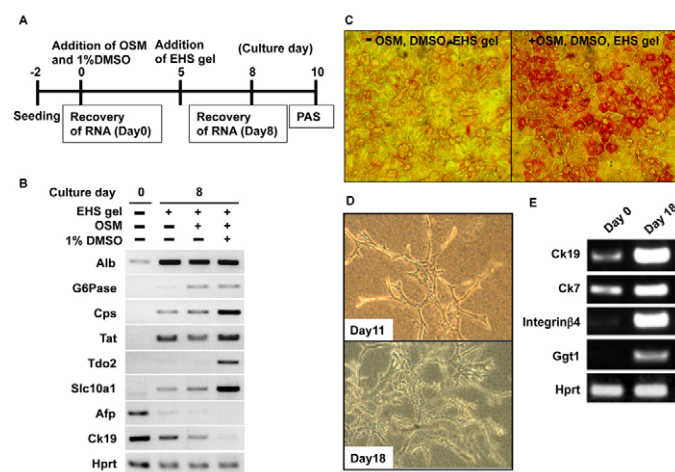 A
Addition of OSM
and 1%DMSO
Addition
of EHS gel
(Culture day)
-2 0 5 8 10
Seeding
Recovery
of RNA (Day0)
Recovery
of RNA (Day8)
PAS
B
Culture day 0 8
EHS gel - + + +
OSM - - + +
1% DMSO - - - +
Alb
G6Pase
Cps
Tat
Tdo2
Slc10a1
Afp
Ck19
Hprt
C
- OSM, DMSO, EHS gel
+OSM, DMSO, EHS gel
D
Day11
Day18
E
Day 0 Day 18
Ck19
Ck7
Integrinβ4
Ggt1
Hprt